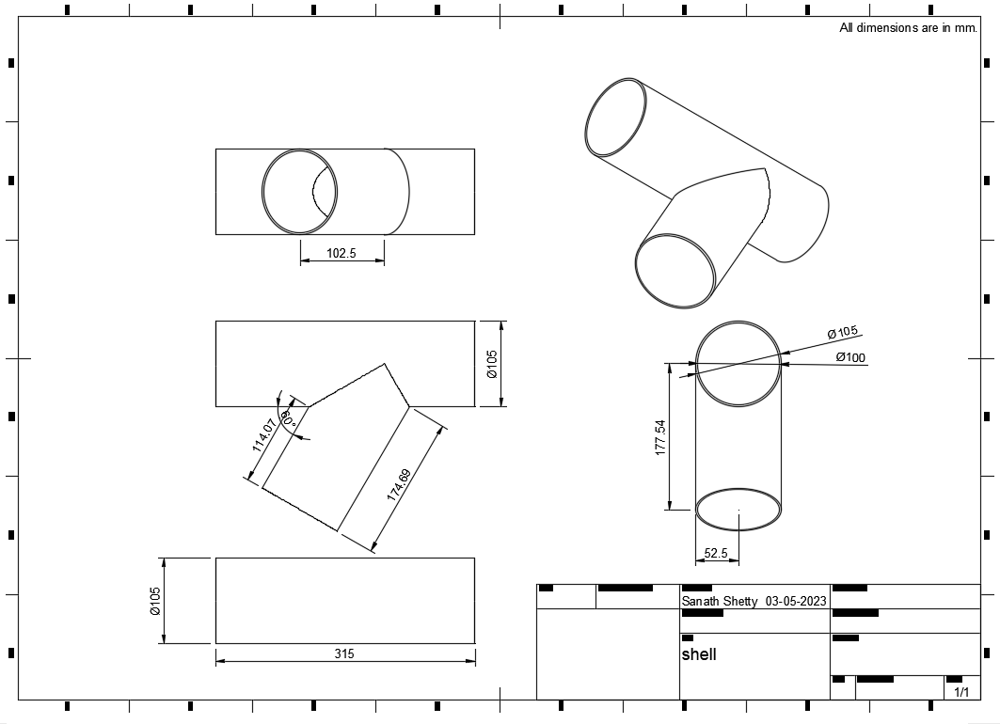 All dimensions are in mm.
102.5
Ø105
60°
114.07
174.69
Ø105
Ø100
177.54
52.5
Ø105
315
Sanath Shetty 03-05-2023
shell
1/1